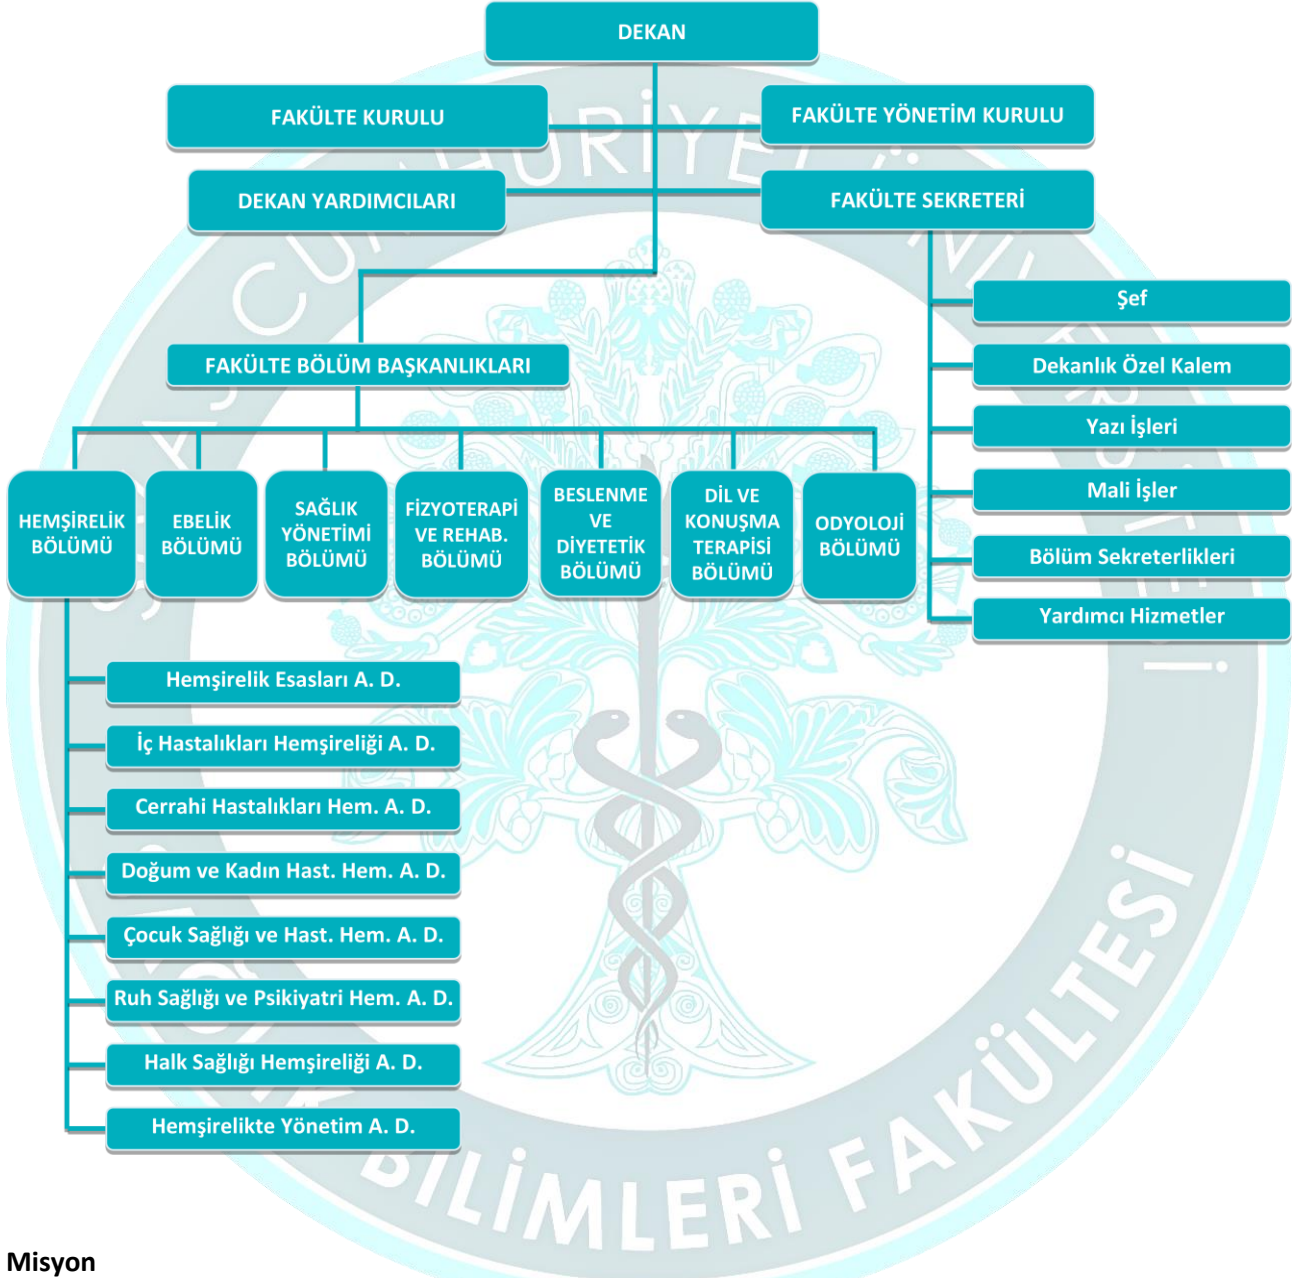 DEKAN
FAKÜLTE KURULU
FAKÜLTE YÖNETİM KURULU
DEKAN YARDIMCILARI
FAKÜLTE SEKRETERİ
Şef
Dekanlık Özel Kalem
Yazı İşleri
Mali İşler
Bölüm Sekreterlikleri
Yardımcı Hizmetler
FAKÜLTE BÖLÜM BAŞKANLIKLARI
HEMŞİRELİK
BÖLÜMÜ
EBELİK
BÖLÜMÜ
SAĞLIK
YÖNETİMİ
BÖLÜMÜ
FİZYOTERAPİ
VE REHAB.
BÖLÜMÜ
BESLENME
VE
DİYETETİK
BÖLÜMÜ
DİL VE
KONUŞMA
TERAPİSİ
BÖLÜMÜ
ODYOLOJİ
BÖLÜMÜ
Hemşirelik Esasları A. D.
İç Hastalıkları Hemşireliği A. D.
Cerrahi Hastalıkları Hem. A. D.
Doğum ve Kadın Hast. Hem. A. D.
Çocuk Sağlığı ve Hast. Hem. A. D.
Ruh Sağlığı ve Psikiyatri Hem. A. D.
Halk Sağlığı Hemşireliği A. D.
Hemşirelikte Yönetim A. D.
BİLİMLERİ FAKÜLTESİ
Misyon